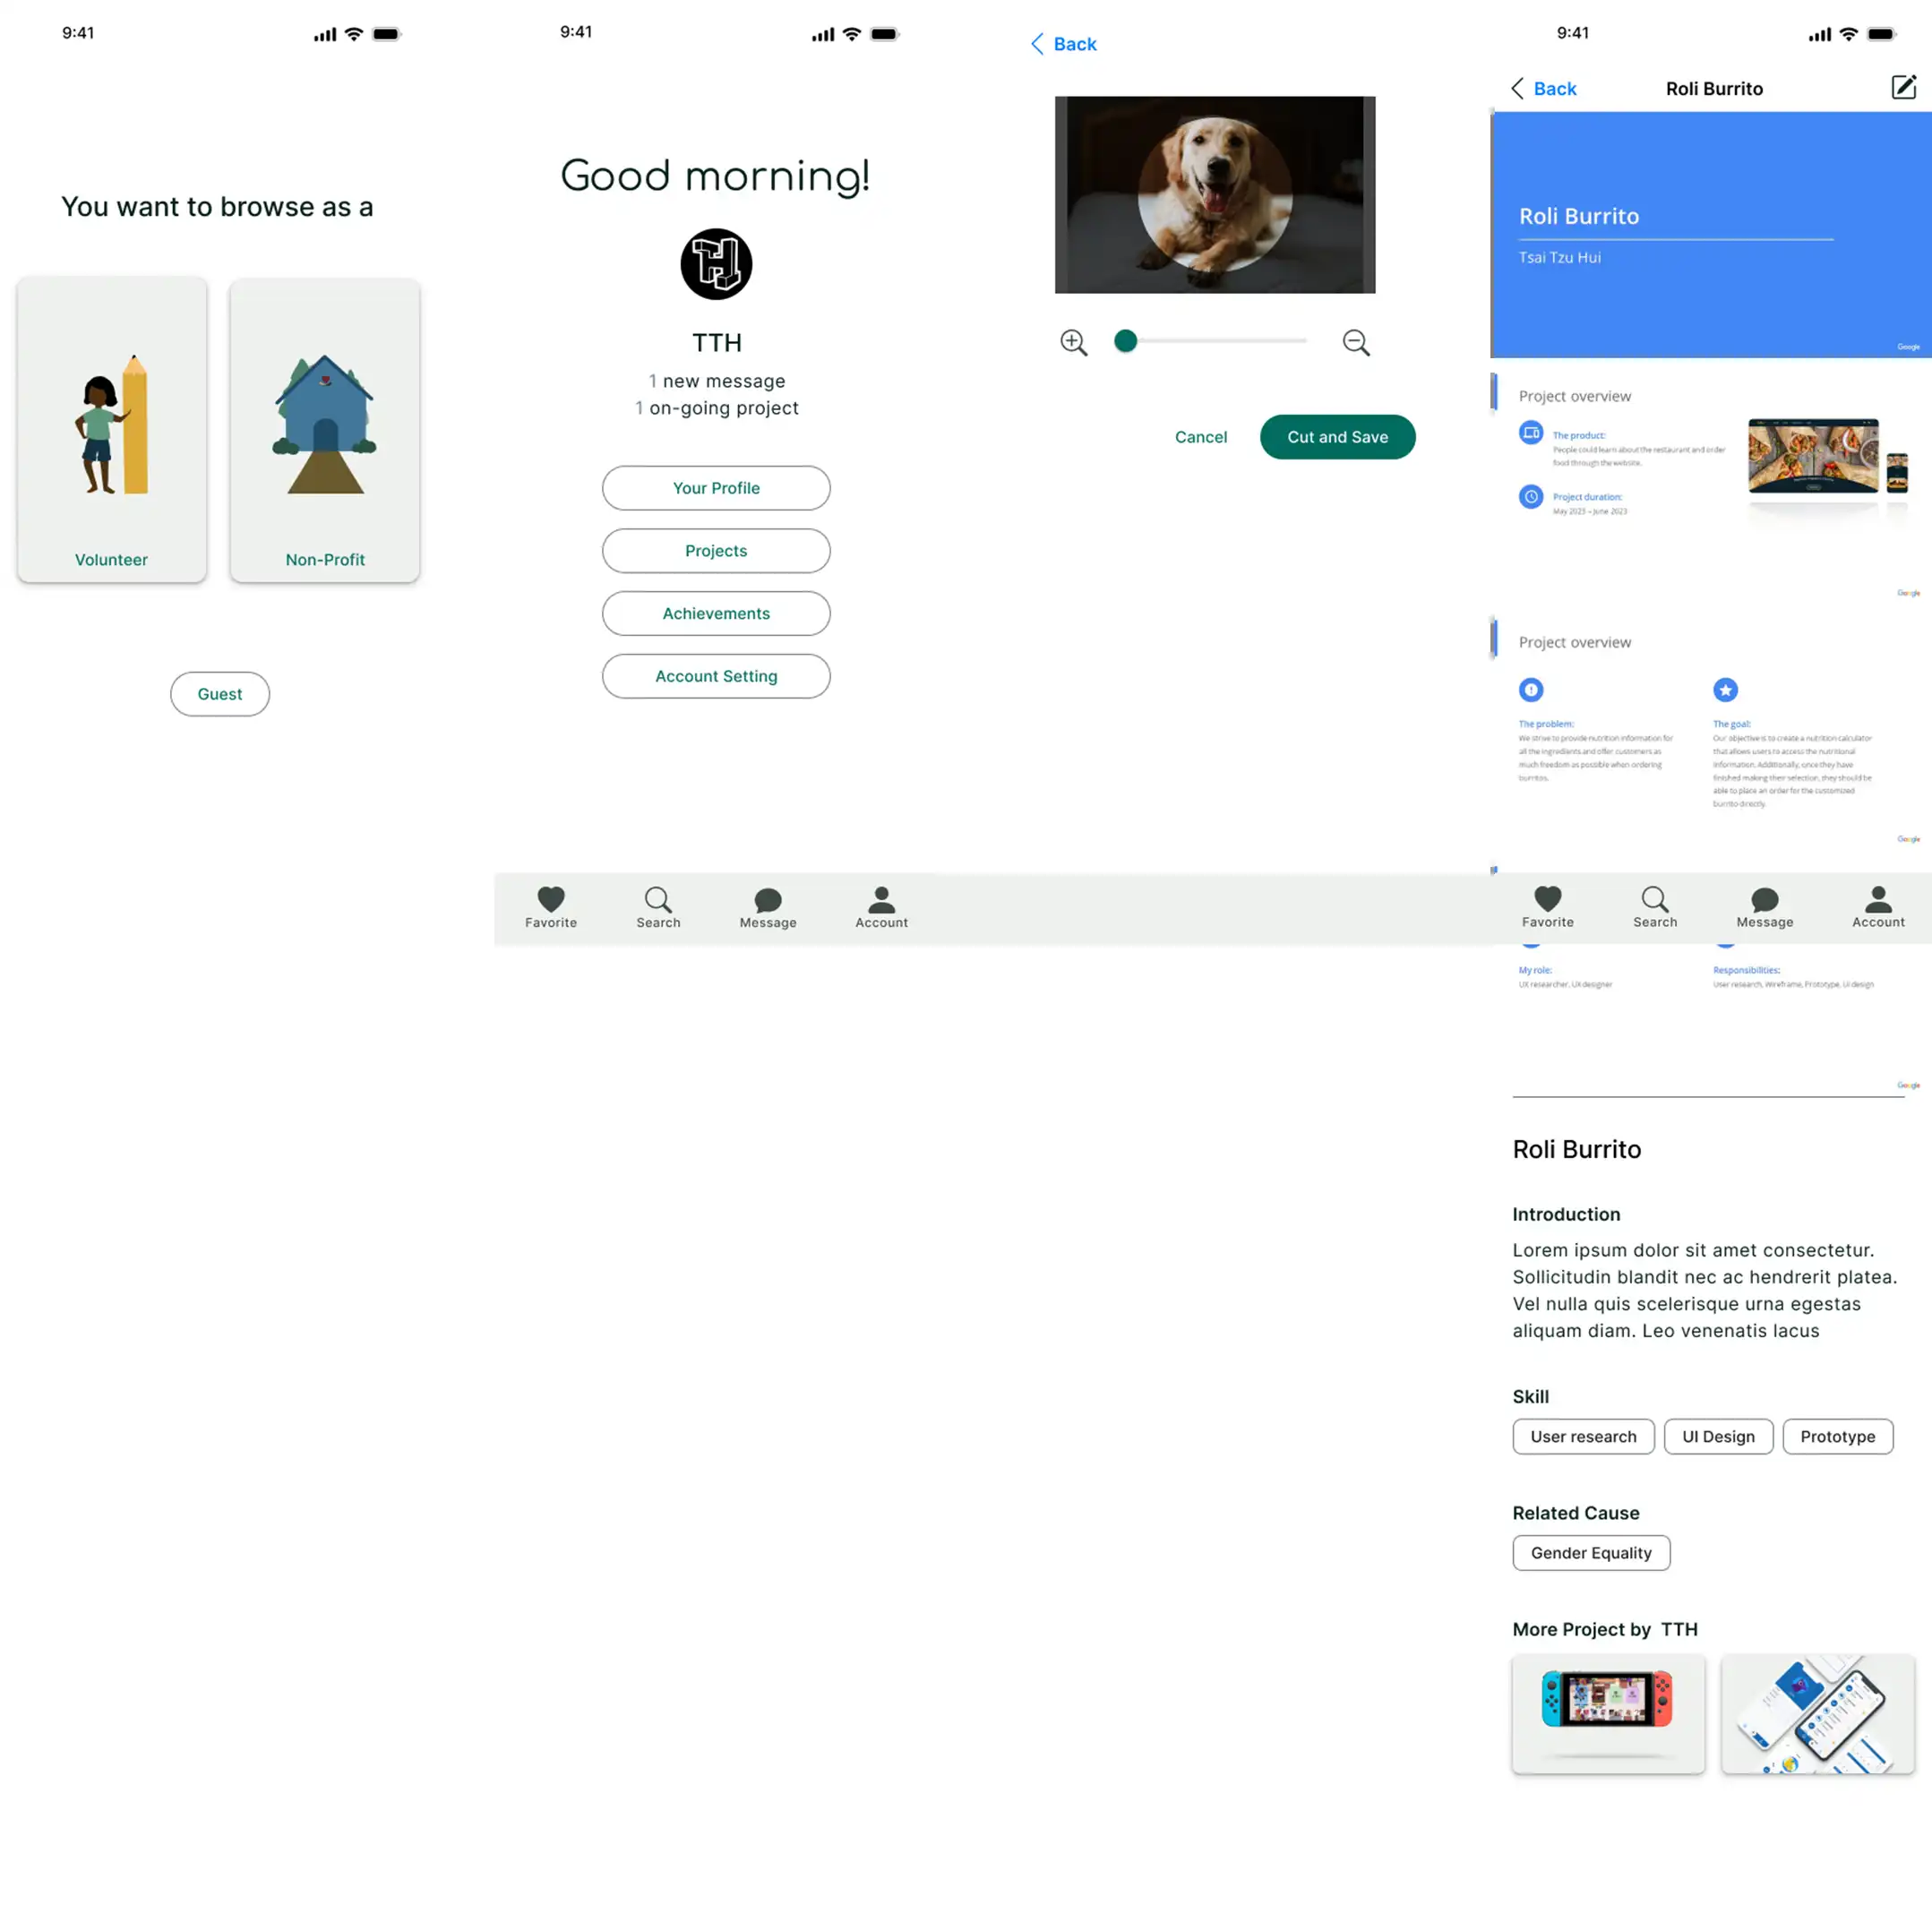 9:41
You want to browse as a
Volunteer
Non-Profit
Guest
9:41
Good morning!
TTH
1 new message
1 on-going project
Your Profile
Projects
Achievements
Account Setting
Favorite
Search
Message
Account
Back
Cancel
Cut and Save
9:41
Back
Roli Burrito
Roli Burrito
Tsai Tzu Hui
Google
Project overview
The product:
People could learn about the restaurant and order
food through the website.
Project duration:
May 2023 – June 2023
Google
Project overview
The problem:
We strive to provide nutrition information for
all the ingredients and offer customers as
much freedom as possible when ordering
burritos.
The goal:
Our objective is to create a nutrition calculator
that allows users to access the nutritional
information. Additionally, once they have
finished making their selection, they should be
able to place an order for the customized
burrito directly.
Google
Favorite
Search
Message
Account
My role:
UX researcher, UX designer
Responsibilities:
User research, Wireframe, Prototype, UI design
Google
Roli Burrito
Introduction
Lorem ipsum dolor sit amet consectetur.
Sollicitudin blandit nec ac hendrerit platea.
Vel nulla quis scelerisque urna egestas
aliquam diam. Leo venenatis lacus
Skill
User research
UI Design
Prototype
Related Cause
Gender Equality
More Project by TTH